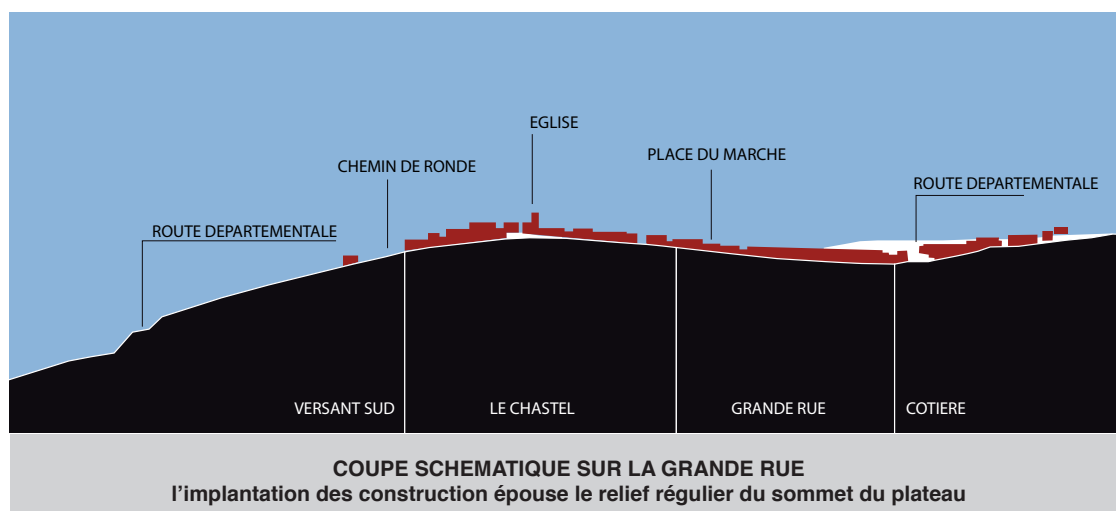 EGLISE
CHEMIN DE RONDE
PLACE DU MARCHE
ROUTE DEPARTEMENTALE
ROUTE DEPARTEMENTALE
VERSANT SUD
LE CHASTEL
GRANDE RUE
COTIERE
COUPE SCHEMATIQUE SUR LA GRANDE RUE
l'implantation des construction épouse le relief régulier du sommet du plateau